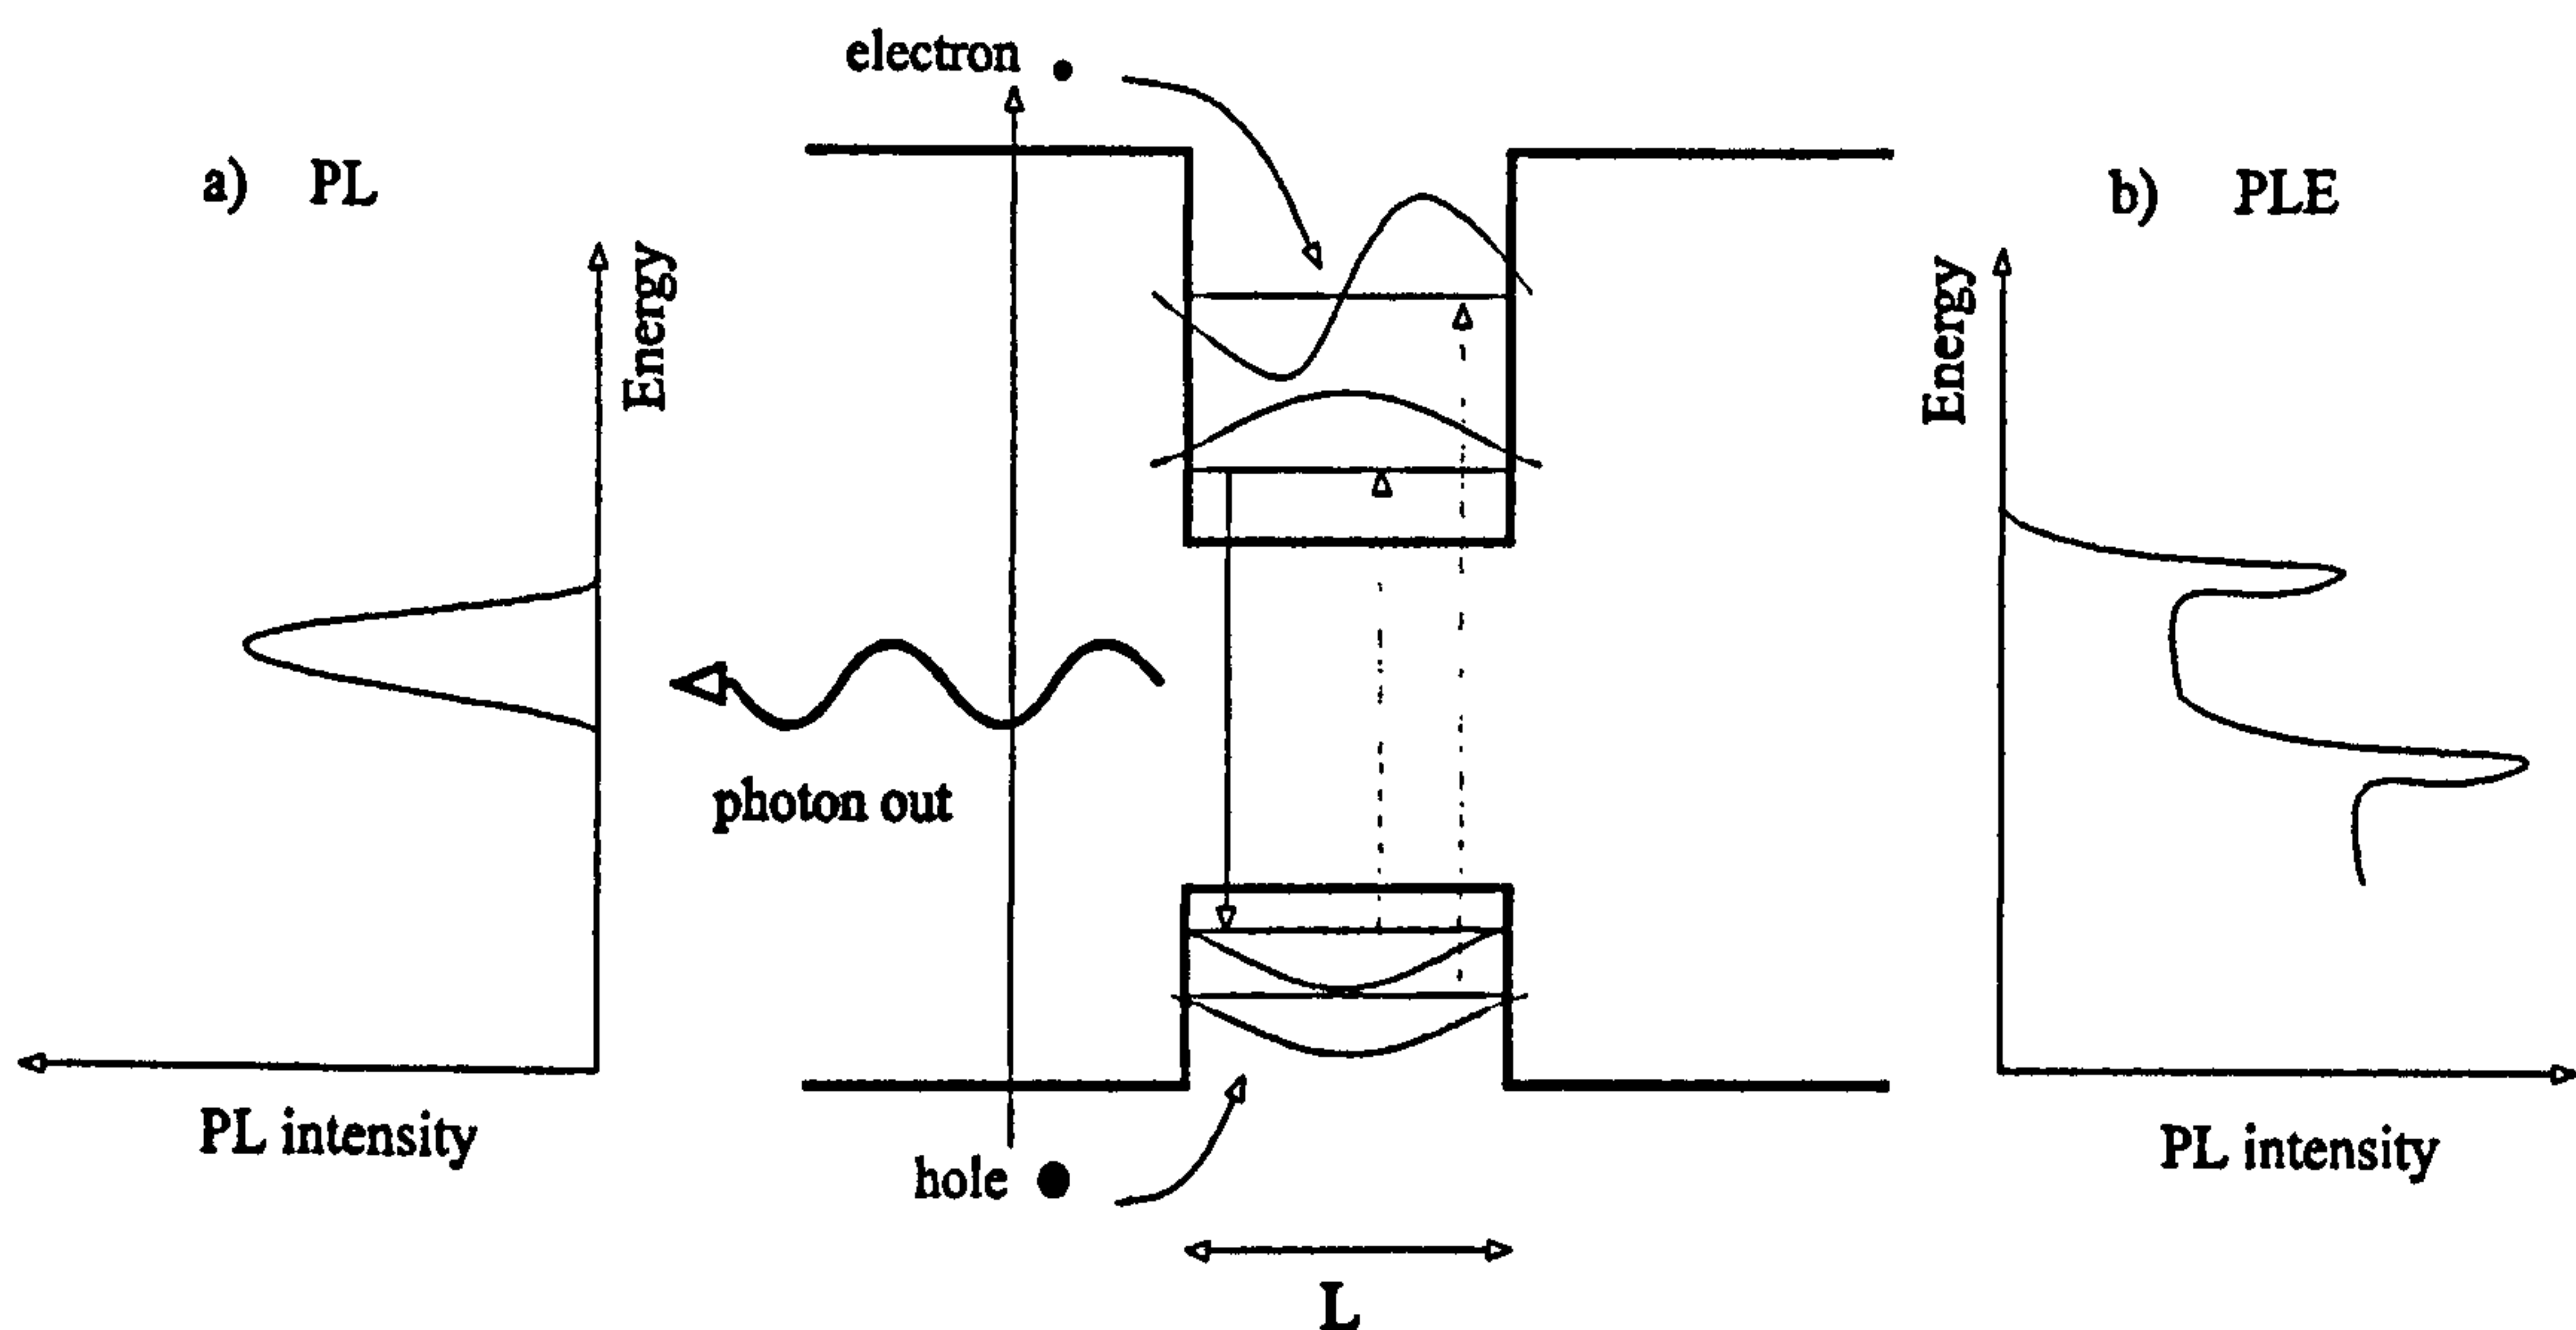 electron
a) PL
b) PLE
Energy
Energy
photon out
PL intensity
PL intensity
hole
L